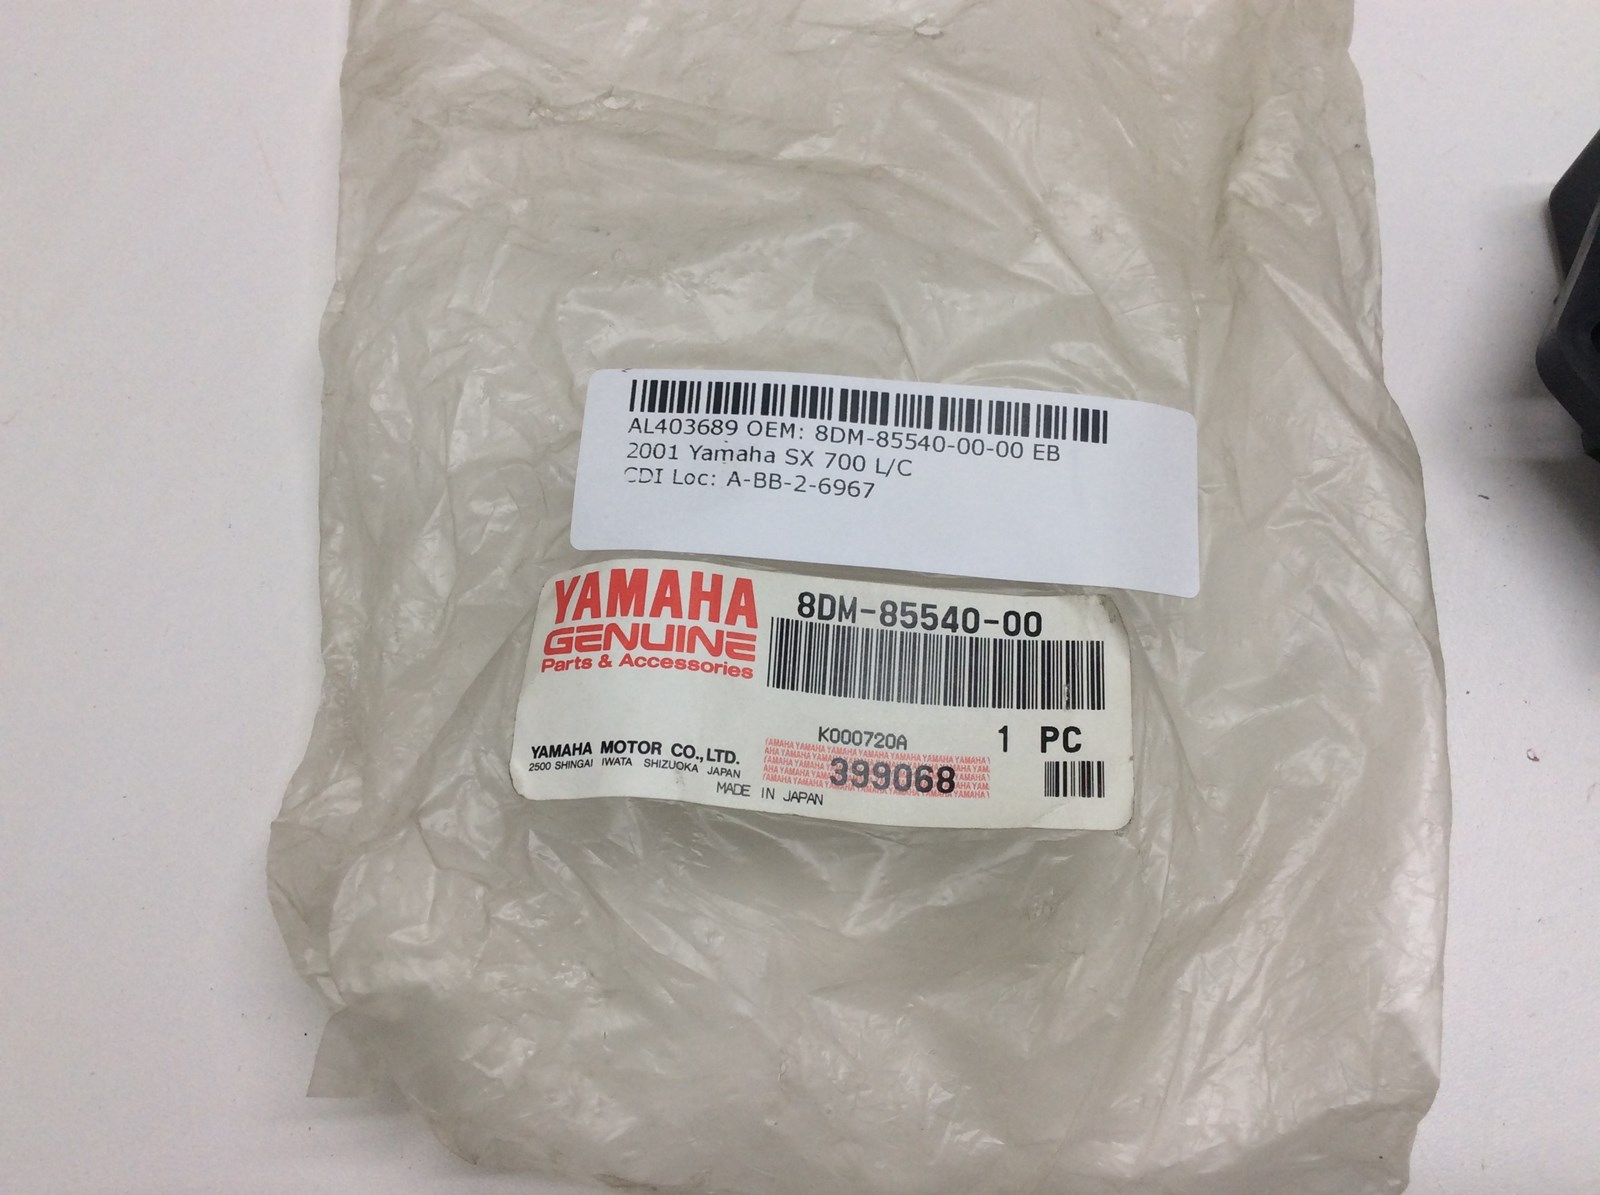 AL403689 OEM: 8DM-85540-00-00 EB
2001 Yamaha SX 700 L/C
CDI Loc: A-BB-2-6967
YAMAHA
GENUINE
Parts & Accessories
8DM-85540-00
K000720A
1 PC
YAMAHA MOTOR CO., LTD.
2500 SHINGAI IWATA SHIZUOKA JAPAN
399068
MADE IN JAPAN